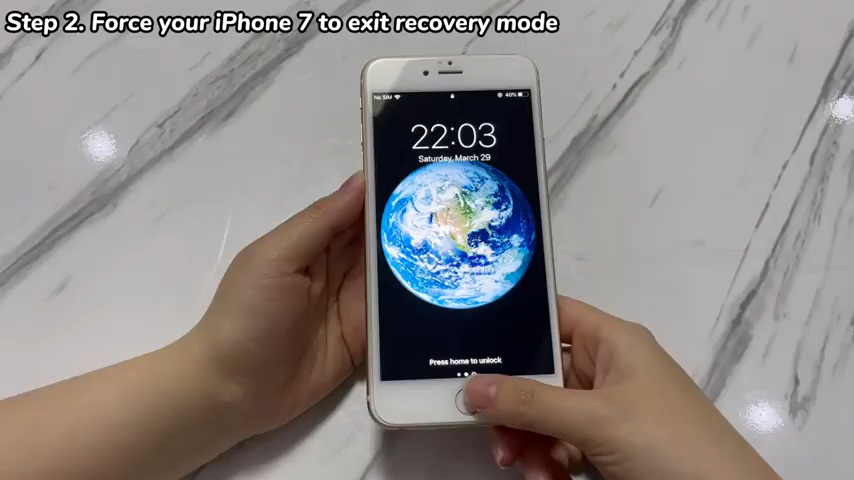 Step 2. Force your iPhone 7 to exit recovery mode
No SIM 40%
22:03
Saturday, March 29
Press home to unlock